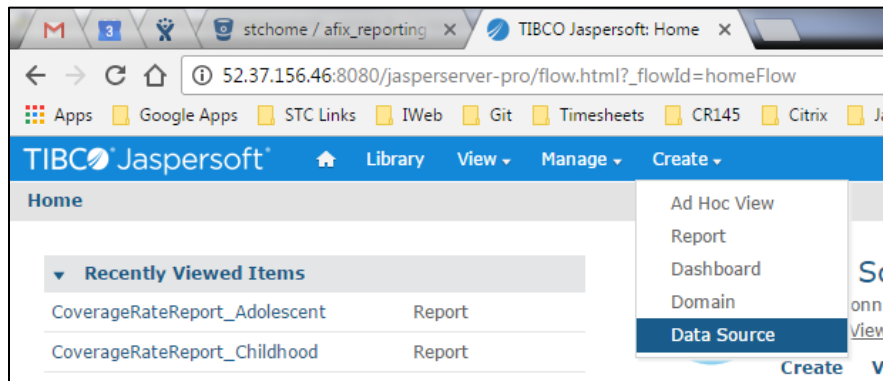 31 stchome / afix_reporting TIBCO Jaspersoft: Home
52.37.156.46:8080/jasperserver-pro/flow.html?_flowId=homeFlow
Apps Google Apps STC Links IWeb Git Timesheets CR145 Citrix
TIBCO Jaspersoft Library View Manage Create
Home
Ad Hoc View
Report
Dashboard
Domain
Data Source
Recently Viewed Items
CoverageRateReport_Adolescent Report
CoverageRateReport_Childhood Report
View
Create